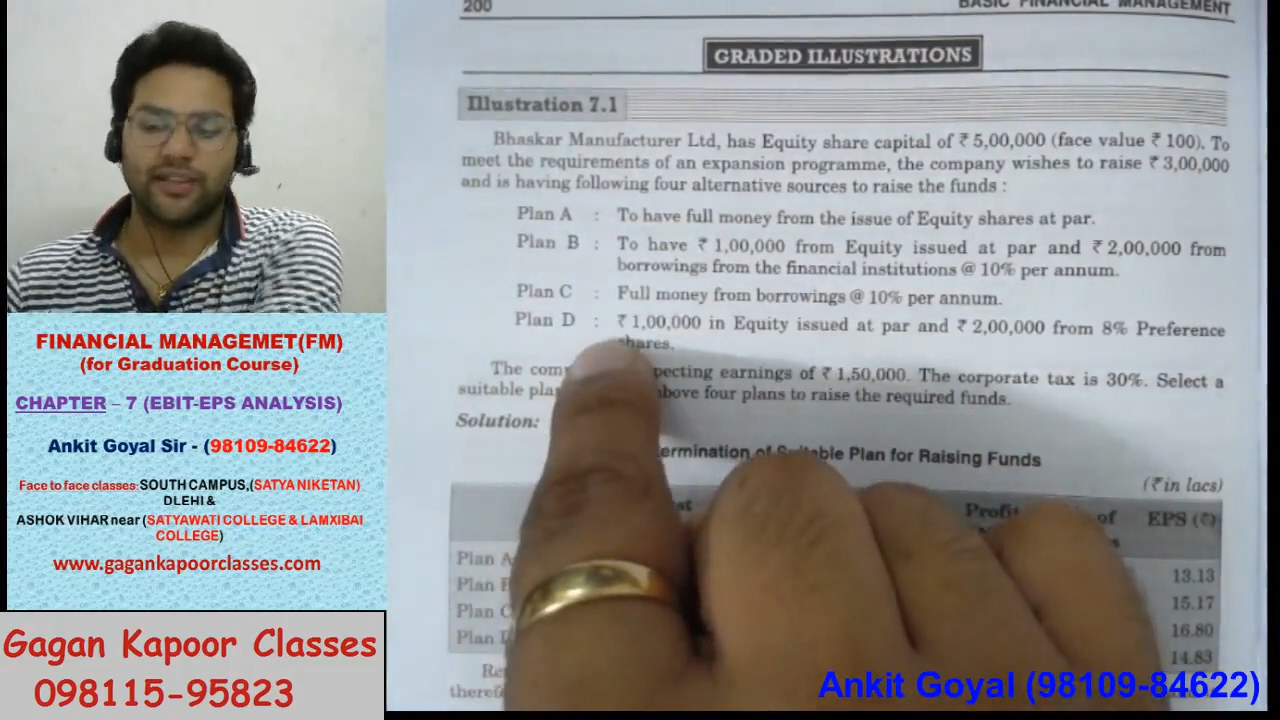 FINANCIAL MANAGEMET(FM)
(for Graduation Course)
CHAPTER – 7 (EBIT-EPS ANALYSIS)
Ankit Goyal Sir - (98109-84622)
Face to face classes: SOUTH CAMPUS,(SATYA NIKETAN)
DLEHI &
ASHOK VIHAR near (SATYAWATI COLLEGE & LAMXIBAI
COLLEGE)
www.gagankapoorclasses.com
Gagan Kapoor Classes
098115-95823
200 BASIC FINANCIAL MANAGEMENT
GRADED ILLUSTRATIONS
Illustration 7.1
Bhaskar Manufacturer Ltd, has Equity share capital of ₹ 5,00,000 (face value ₹ 100). To
meet the requirements of an expansion programme, the company wishes to raise ₹ 3,00,000
and is having following four alternative sources to raise the funds :
Plan A : To have full money from the issue of Equity shares at par.
Plan B : To have ₹ 1,00,000 from Equity issued at par and ₹ 2,00,000 from
borrowings from the financial institutions @ 10% per annum.
Plan C : Full money from borrowings @ 10% per annum.
Plan D : ₹ 1,00,000 in Equity issued at par and ₹ 2,00,000 from 8% Preference
shares.
The earnings of ₹ 1,50,000. The corporate tax is 30%. Select a
suitable four plans to raise the required funds.
Solution:
Plan for Raising Funds
(₹ in lacs)
Profit of EPS (₹)
Plan A 13.13
Plan 15.17
Plan 16.80
Plan 14.83
Ankit Goyal (98109-84622)